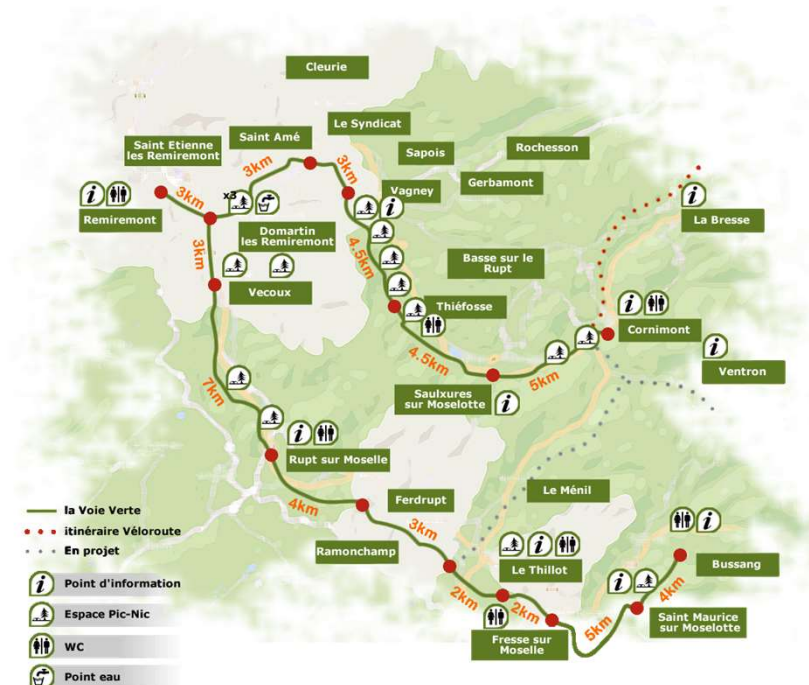 Cleurie
Le Syndicat
Saint Amé
Saint Etienne
les Remiremont
Sapois
Rochesson
3km
3km
3km
Vagney
Gerbamont
x3
Remiremont
La Bresse
Domartin
les Remiremont
3km
4.5km
Basse sur le
Rupt
Vecoux
Thiéfosse
Cornimont
4.5km
Ventron
5km
7km
Saulxures
sur Moselotte
Rupt sur Moselle
4km
Ferdrupt
Le Ménil
la Voie Verte
itinéraire Véloroute
En projet
3km
Ramonchamp
Le Thillot
Bussang
Point d'information
2km
2km
4km
Espace Pic-Nic
Saint Maurice
sur Moselotte
5km
Fresse sur
Moselle
WC
Point eau